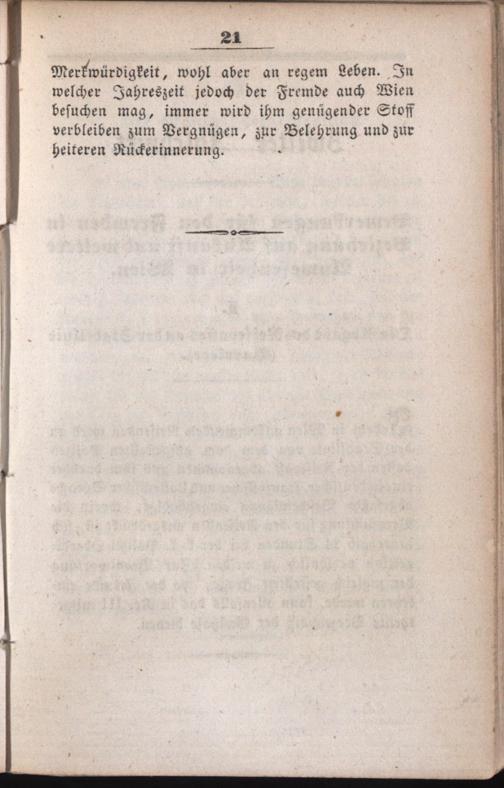 21
Merkwürdigkeit, wohl aber an regem Leben. In
welcher Jahreszeit jedoch der Fremde auch Wien
besuchen mag, immer wird ihm genügender Stoff
verbleiben zum Vergnügen, zur Belehrung und zur
heiteren Rückerinnerung.